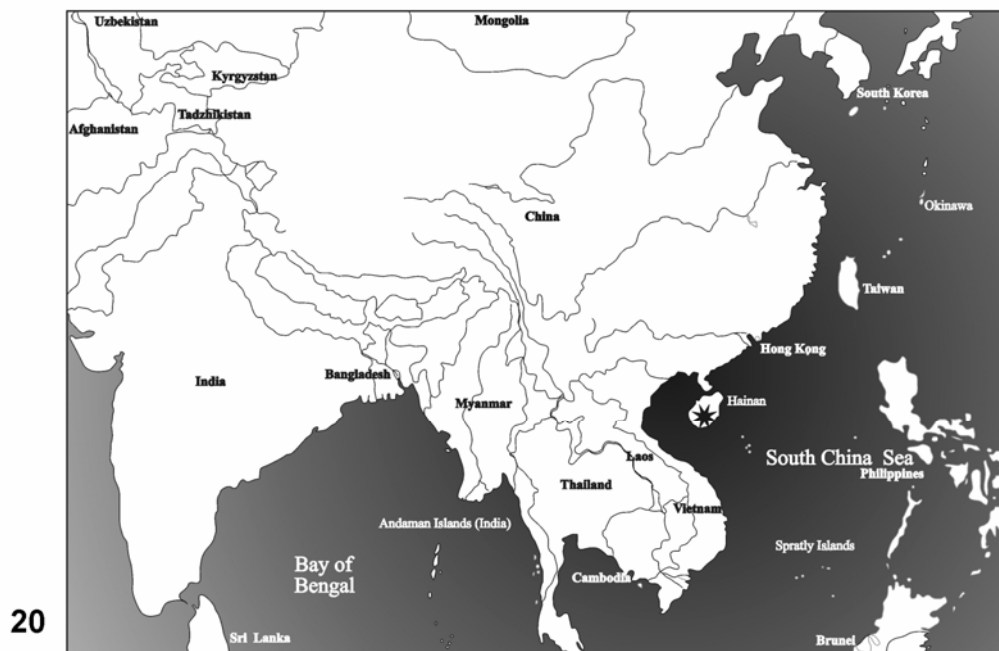 Uzbekistan
Mongolia
Kyrgyzstan
South Korea
Tadzhikistan
Afghanistan
Okinawa
China
Taiwan
Hong Kong
Bangladesh
India
Myanmar
Hainan
South China Sea
Laos
Philippines
Thailand
Vietnam
Andaman Islands (India)
Spratly Islands
Bay of
Bengal
Cambodia
20
Sri Lanka
Brunei